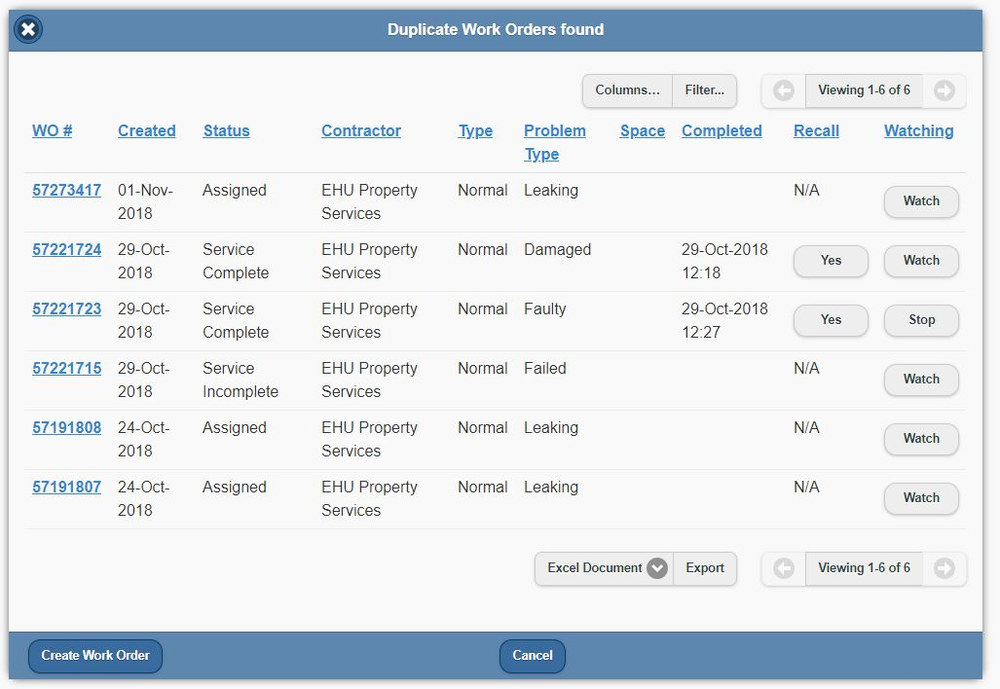 Duplicate Work Orders found
Columns... Filter... Viewing 1-6 of 6
WO # Created Status Contractor Type Problem Space Completed Recall Watching
Type
57273417 01-Nov- Assigned EHU Property Normal Leaking N/A Watch
2018 Services
57221724 29-Oct- Service EHU Property Normal Damaged 29-Oct-2018 Yes Watch
2018 Complete Services 12:18
57221723 29-Oct- Service EHU Property Normal Faulty 29-Oct-2018 Yes Stop
2018 Complete Services 12:27
57221715 29-Oct- Service EHU Property Normal Failed N/A Watch
2018 Incomplete Services
57191808 24-Oct- Assigned EHU Property Normal Leaking N/A Watch
2018 Services
57191807 24-Oct- Assigned EHU Property Normal Leaking N/A Watch
2018 Services
Excel Document Export Viewing 1-6 of 6
Create Work Order Cancel